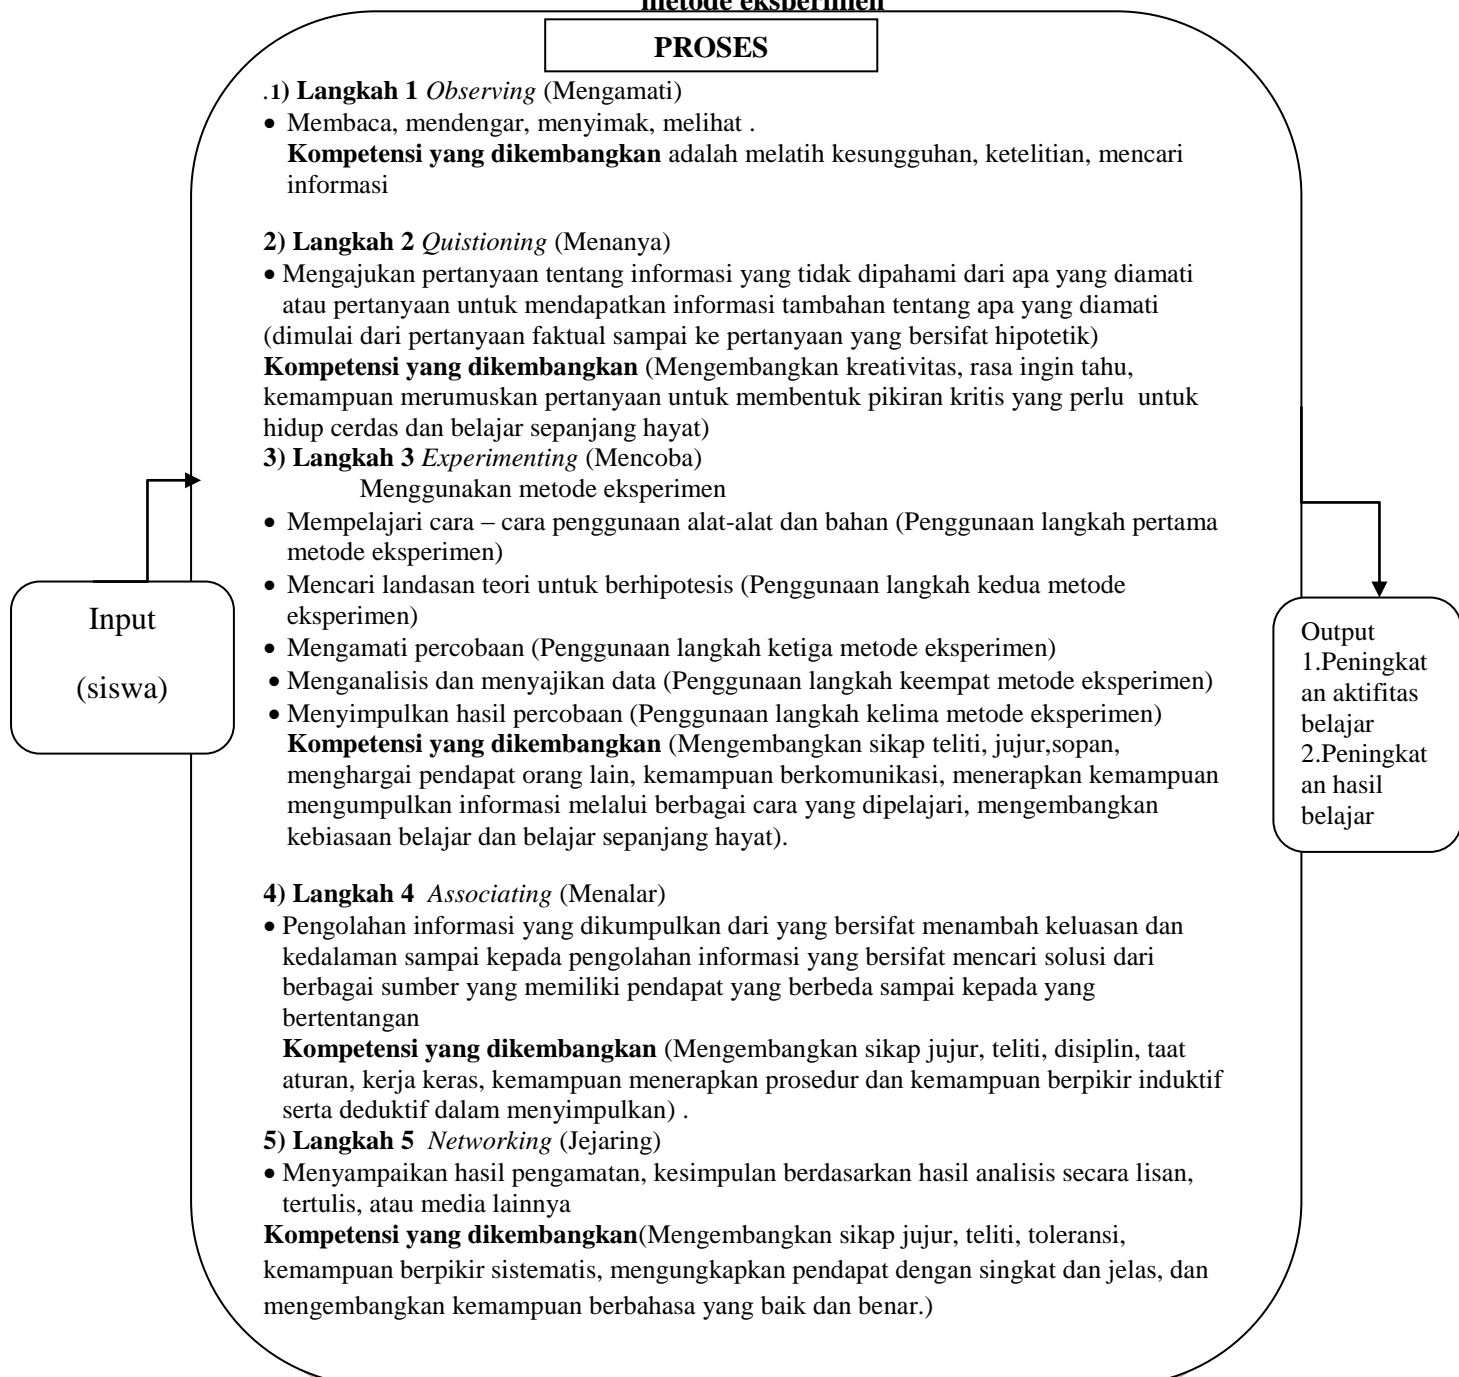 metode eksperimen
PROSES
.1) Langkah 1 Observing (Mengamati)
• Membaca, mendengar, menyimak, melihat .
Kompetensi yang dikembangkan adalah melatih kesungguhan, ketelitian, mencari
informasi
2) Langkah 2 Quistioning (Menanya)
• Mengajukan pertanyaan tentang informasi yang tidak dipahami dari apa yang diamati
atau pertanyaan untuk mendapatkan informasi tambahan tentang apa yang diamati
(dimulai dari pertanyaan faktual sampai ke pertanyaan yang bersifat hipotetik)
Kompetensi yang dikembangkan (Mengembangkan kreativitas, rasa ingin tahu,
kemampuan merumuskan pertanyaan untuk membentuk pikiran kritis yang perlu untuk
hidup cerdas dan belajar sepanjang hayat)
3) Langkah 3 Experimenting (Mencoba)
Menggunakan metode eksperimen
• Mempelajari cara – cara penggunaan alat-alat dan bahan (Penggunaan langkah pertama
metode eksperimen)
• Mencari landasan teori untuk berhipotesis (Penggunaan langkah kedua metode
eksperimen)
• Mengamati percobaan (Penggunaan langkah ketiga metode eksperimen)
• Menganalisis dan menyajikan data (Penggunaan langkah keempat metode eksperimen)
• Menyimpulkan hasil percobaan (Penggunaan langkah kelima metode eksperimen)
Kompetensi yang dikembangkan (Mengembangkan sikap teliti, jujur,sopan,
menghargai pendapat orang lain, kemampuan berkomunikasi, menerapkan kemampuan
mengumpulkan informasi melalui berbagai cara yang dipelajari, mengembangkan
kebiasaan belajar dan belajar sepanjang hayat).
4) Langkah 4 Associating (Menalar)
• Pengolahan informasi yang dikumpulkan dari yang bersifat menambah keluasan dan
kedalaman sampai kepada pengolahan informasi yang bersifat mencari solusi dari
berbagai sumber yang memiliki pendapat yang berbeda sampai kepada yang
bertentangan
Kompetensi yang dikembangkan (Mengembangkan sikap jujur, teliti, disiplin, taat
aturan, kerja keras, kemampuan menerapkan prosedur dan kemampuan berpikir induktif
serta deduktif dalam menyimpulkan) .
5) Langkah 5 Networking (Jejaring)
• Menyampaikan hasil pengamatan, kesimpulan berdasarkan hasil analisis secara lisan,
tertulis, atau media lainnya
Kompetensi yang dikembangkan(Mengembangkan sikap jujur, teliti, toleransi,
kemampuan berpikir sistematis, mengungkapkan pendapat dengan singkat dan jelas, dan
mengembangkan kemampuan berbahasa yang baik dan benar.)
Input
(siswa)
Output
1.Peningkat
an aktifitas
belajar
2.Peningkat
an hasil
belajar